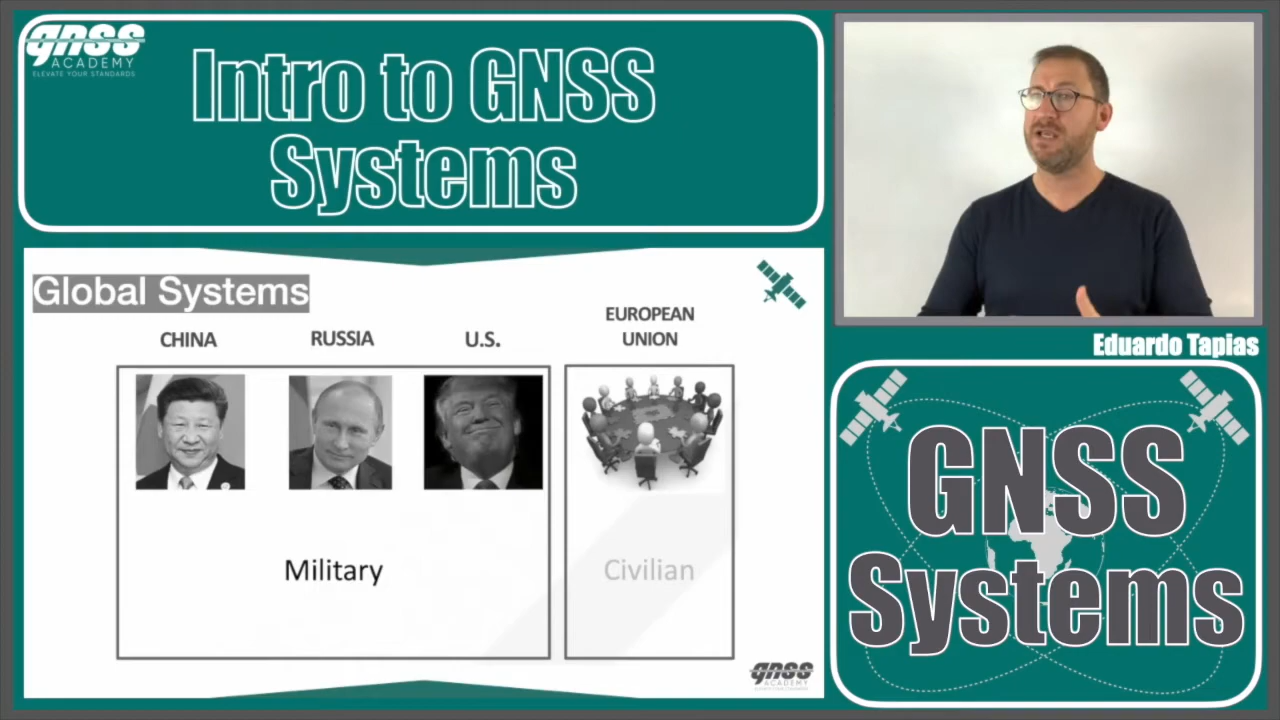 gnss
ACADEMY
ELEVATE YOUR STANDARDS
Intro to GNSS
Systems
Global Systems
CHINA
RUSSIA
U.S.
EUROPEAN
UNION
Military
Civilian
gnss
ACADEMY
Eduardo Tapias
GNSS
Systems